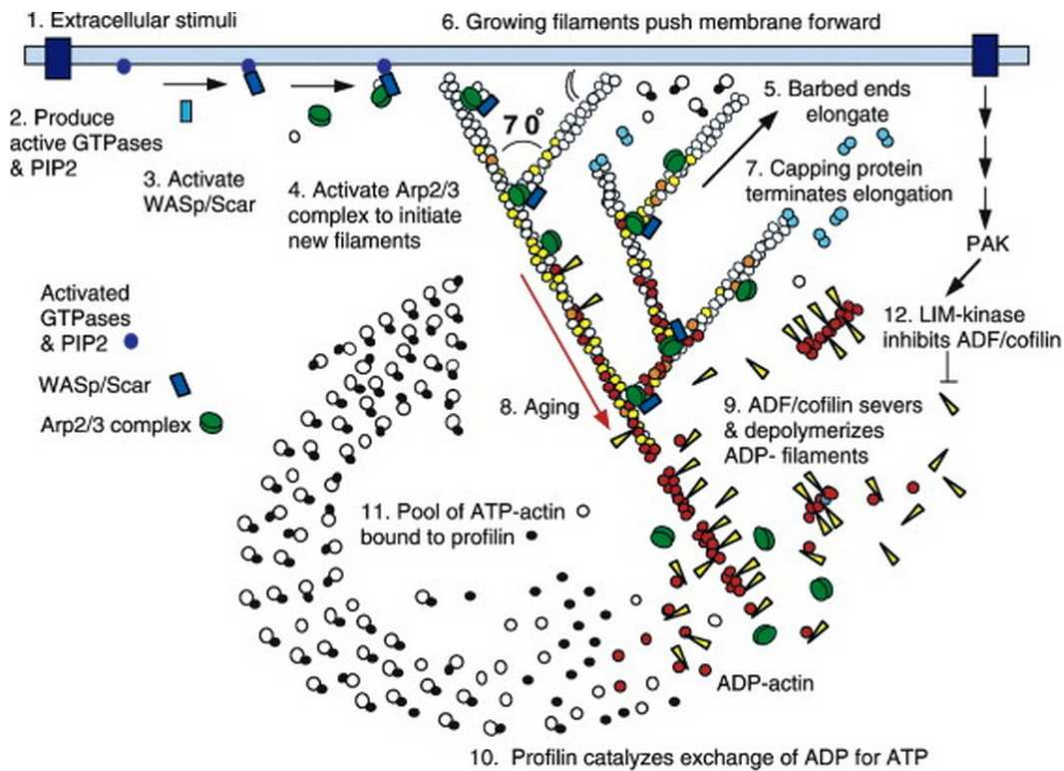 1. Extracellular stimuli
6. Growing filaments push membrane forward
2. Produce
active GTPases
& PIP2
3. Activate
WASp/Scar
4. Activate Arp2/3
complex to initiate
new filaments
70°
5. Barbed ends
elongate
7. Capping protein
terminates elongation
PAK
12. LIM-kinase
inhibits ADF/cofilin
Activated
GTPases
& PIP2
WASp/Scar
Arp2/3 complex
8. Aging
9. ADF/cofilin severs
& depolymerizes
ADP- filaments
11. Pool of ATP-actin
bound to profilin
ADP-actin
10. Profilin catalyzes exchange of ADP for ATP